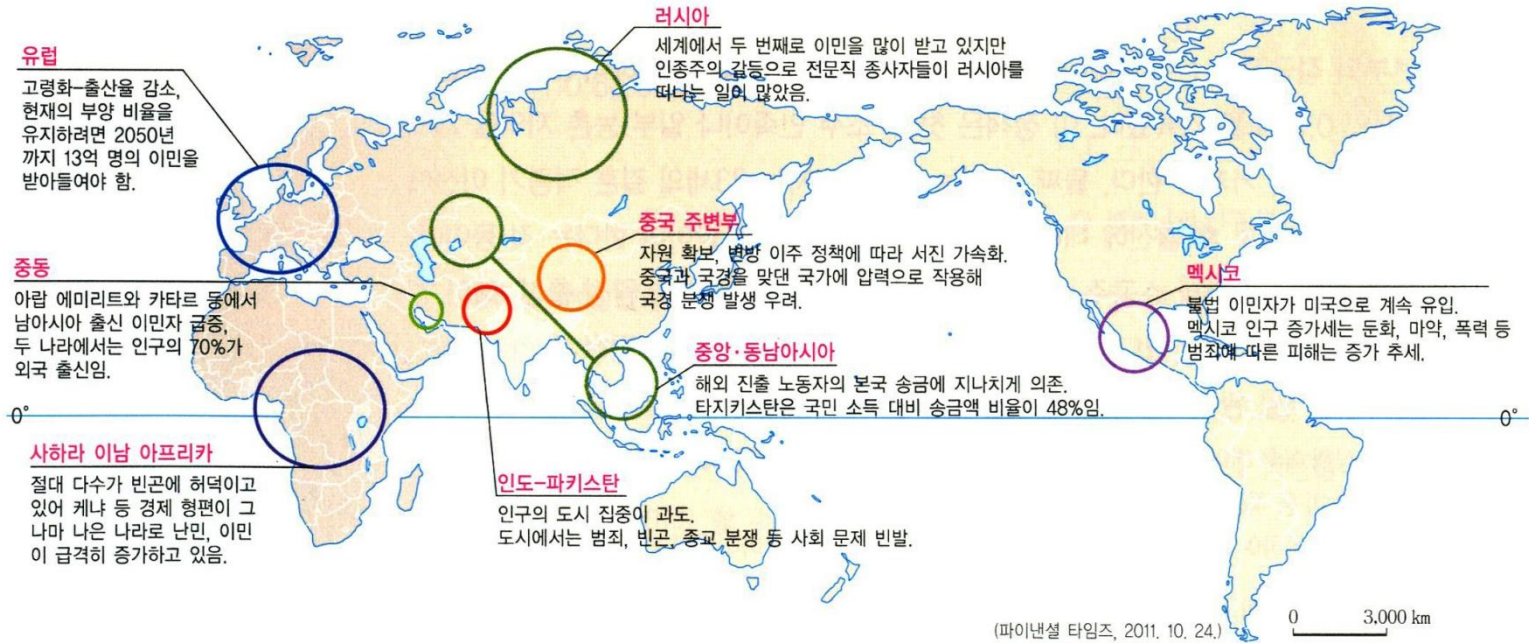 러시아
세계에서 두 번째로 이민을 많이 받고 있지만
인종주의 갈등으로 전문직 종사자들이 러시아를
떠나는 일이 많았음.
유럽
고령화-출산율 감소,
현재의 부양 비율을
유지하려면 2050년
까지 13억 명의 이민을
받아들여야 함.
중국 주변부
자원 확보, 변방 이주 정책에 따라 서진 가속화.
중국과 국경을 맞댄 국가에 압력으로 작용해
국경 분쟁 발생 우려.
중동
아랍 에미리트와 카타르 등에서
남아시아 출신 이민자 급증,
두 나라에서는 인구의 70%가
외국 출신임.
멕시코
불법 이민자가 미국으로 계속 유입.
멕시코 인구 증가세는 둔화, 마약, 폭력 등
범죄에 따른 피해는 증가 추세.
중앙·동남아시아
해외 진출 노동자의 본국 송금에 지나치게 의존.
타지키스탄은 국민 소득 대비 송금액 비율이 48%임.
0°
0°
사하라 이남 아프리카
절대 다수가 빈곤에 허덕이고
있어 케냐 등 경제 형편이 그
나마 나은 나라로 난민, 이민
이 급격히 증가하고 있음.
인도-파키스탄
인구의 도시 집중이 과도.
도시에서는 범죄, 빈곤, 종교 분쟁 등 사회 문제 빈발.
(파이낸셜 타임즈, 2011. 10. 24.)
0 3,000 km